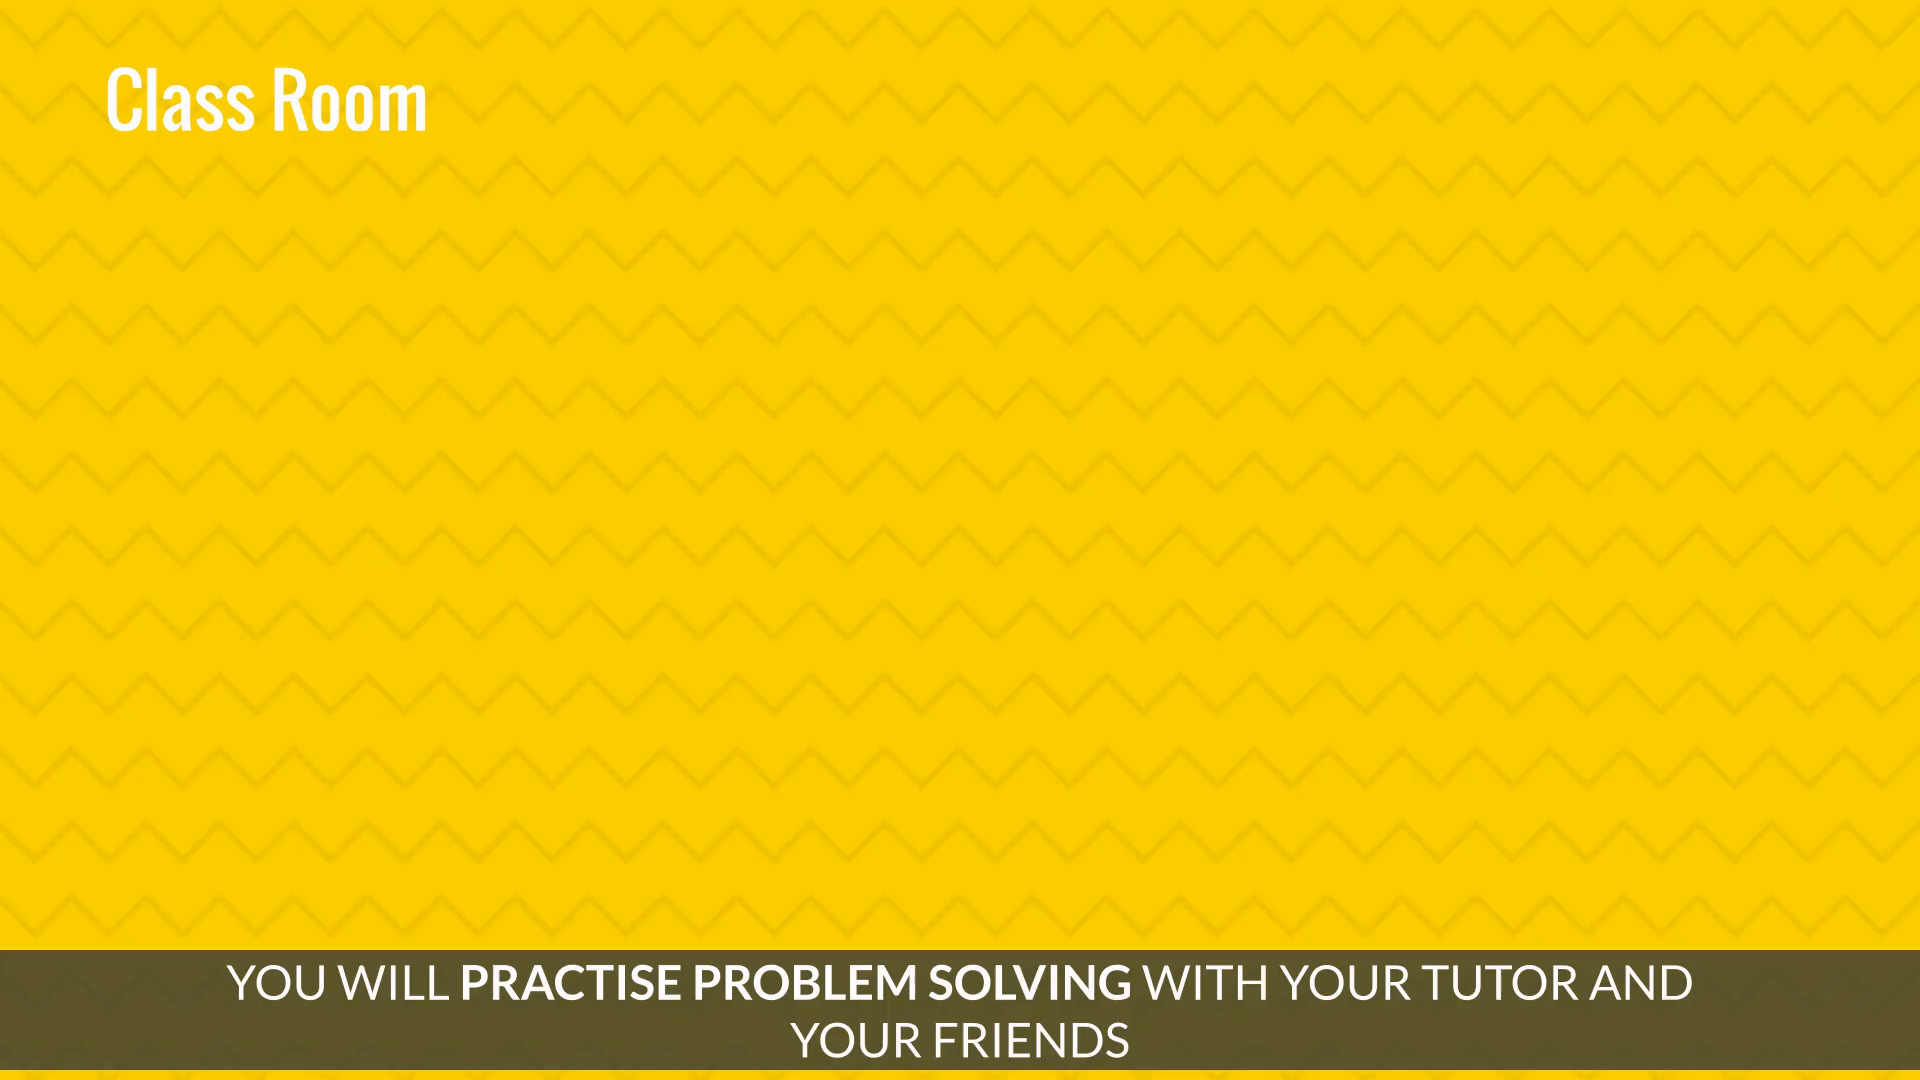 Class Room
YOU WILL PRACTISE PROBLEM SOLVING WITH YOUR TUTOR AND
YOUR FRIENDS